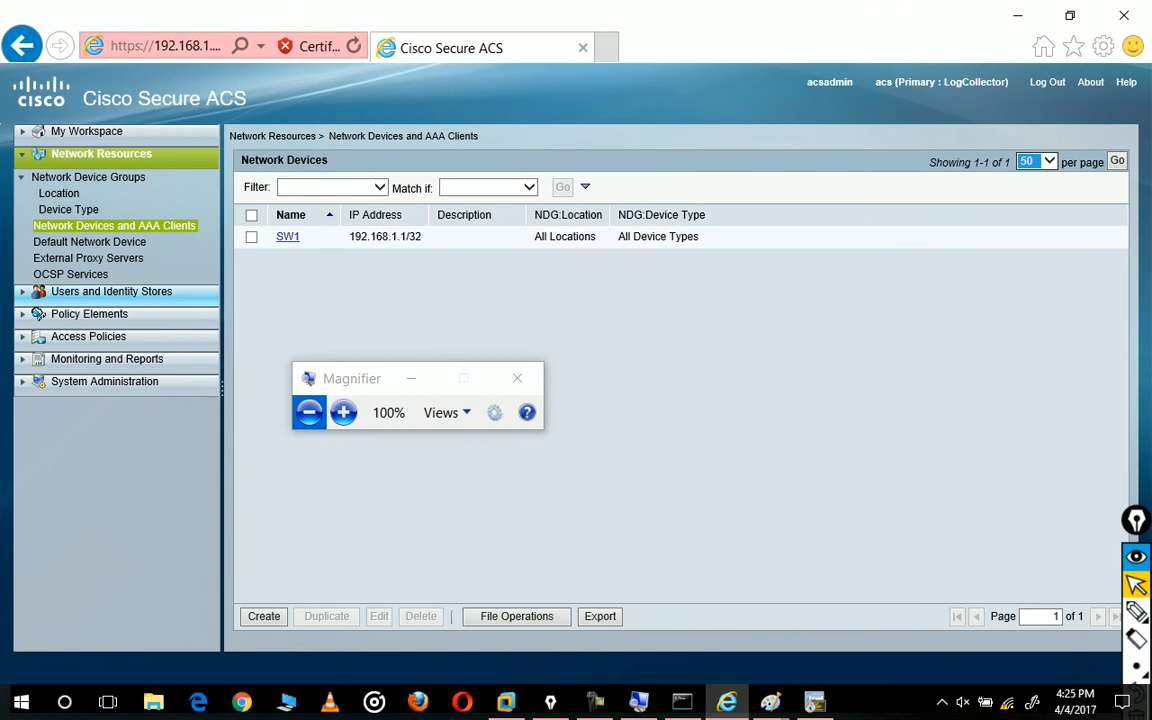 https://192.168.1....
Certif...
Cisco Secure ACS
CISCO
Cisco Secure ACS
acsadmin
acs (Primary : LogCollector)
Log Out
About
Help
My Workspace
Network Resources
Network Device Groups
Location
Device Type
Network Devices and AAA Clients
Default Network Device
External Proxy Servers
OCSP Services
Users and Identity Stores
Policy Elements
Access Policies
Monitoring and Reports
System Administration
Network Resources > Network Devices and AAA Clients
Network Devices
Showing 1-1 of 1 50 per page Go
Filter: Match if: Go
Name IP Address Description NDG:Location NDG:Device Type
SW1 192.168.1.1/32 All Locations All Device Types
Magnifier
100% Views
Create Duplicate Edit Delete | File Operations Export
Page 1 of 1
4:25 PM
4/4/2017